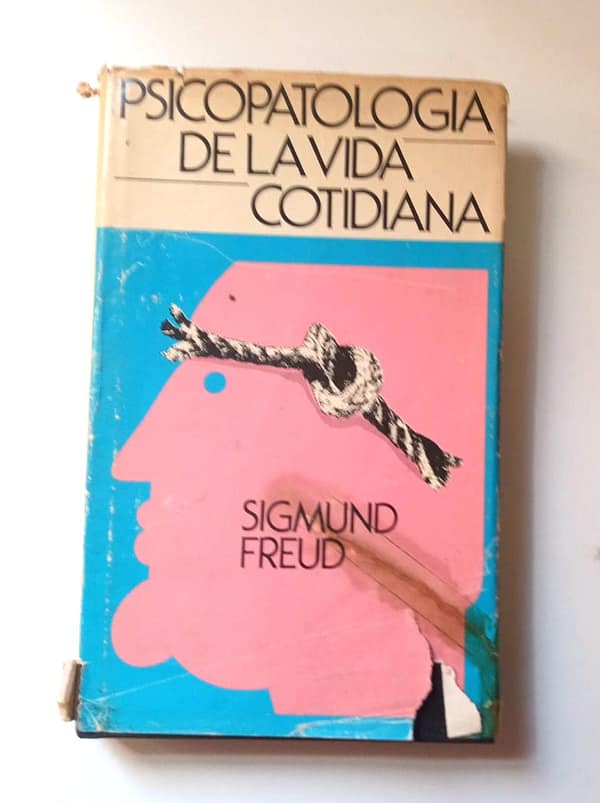 PSICOPATOLOGIA
DE LA VIDA
COTIDIANA
SIGMUND
FREUD